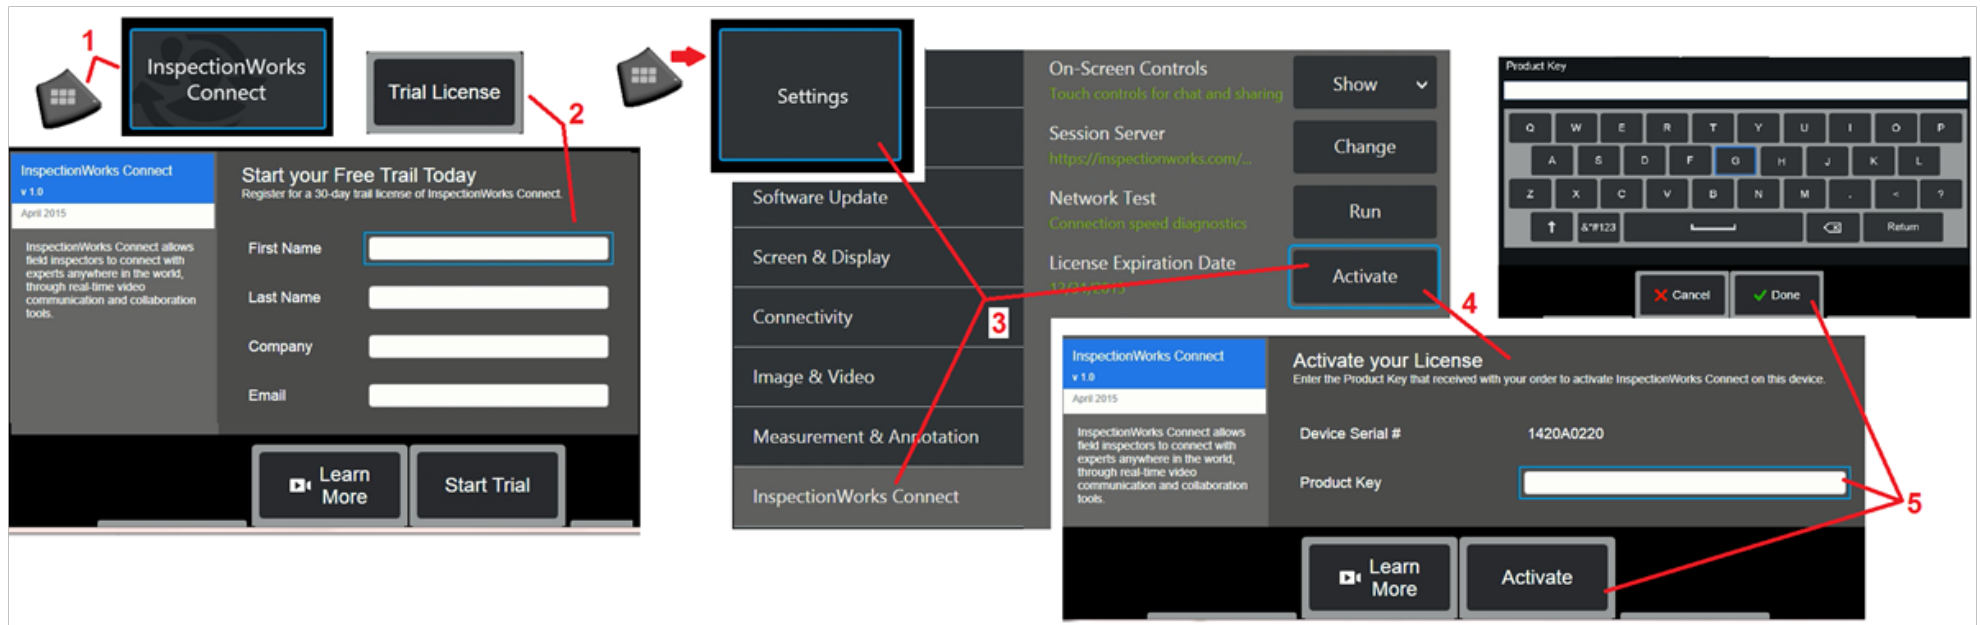 1
InspectionWorks
Connect
Trial License
2
InspectionWorks Connect
v 1.0
April 2015
InspectionWorks Connect allows
field inspectors to connect with
experts anywhere in the world,
through real-time video
communication and collaboration
tools.
Start your Free Trail Today
Register for a 30-day trail license of InspectionWorks Connect.
First Name
Last Name
Company
Email
Learn
More
Start Trial
Settings
Software Update
Screen & Display
Connectivity
Image & Video
Measurement & Annotation
InspectionWorks Connect
On-Screen Controls
Touch controls for chat and sharing
Show
Session Server
https://inspectionworks.com/...
Change
Network Test
Connection speed diagnostics
Run
License Expiration Date
12/31/2015
Activate
3
4
InspectionWorks Connect
v 1.0
April 2015
InspectionWorks Connect allows
field inspectors to connect with
experts anywhere in the world,
through real-time video
communication and collaboration
tools.
Activate your License
Enter the Product Key that received with your order to activate InspectionWorks Connect on this device.
Device Serial # 1420A0220
Product Key
Learn
More
Activate
Product Key
Q W E R T Y U I O P
A S D F G H J K L
Z X C V B N M . < ?
&*#123 Return
Cancel Done
5